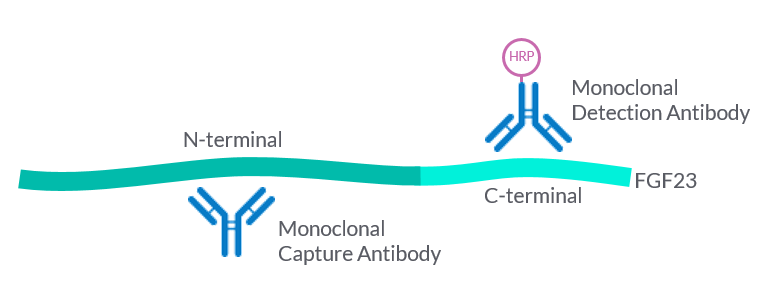 HRP
Monoclonal
Detection Antibody
N-terminal
FGF23
C-terminal
Monoclonal
Capture Antibody